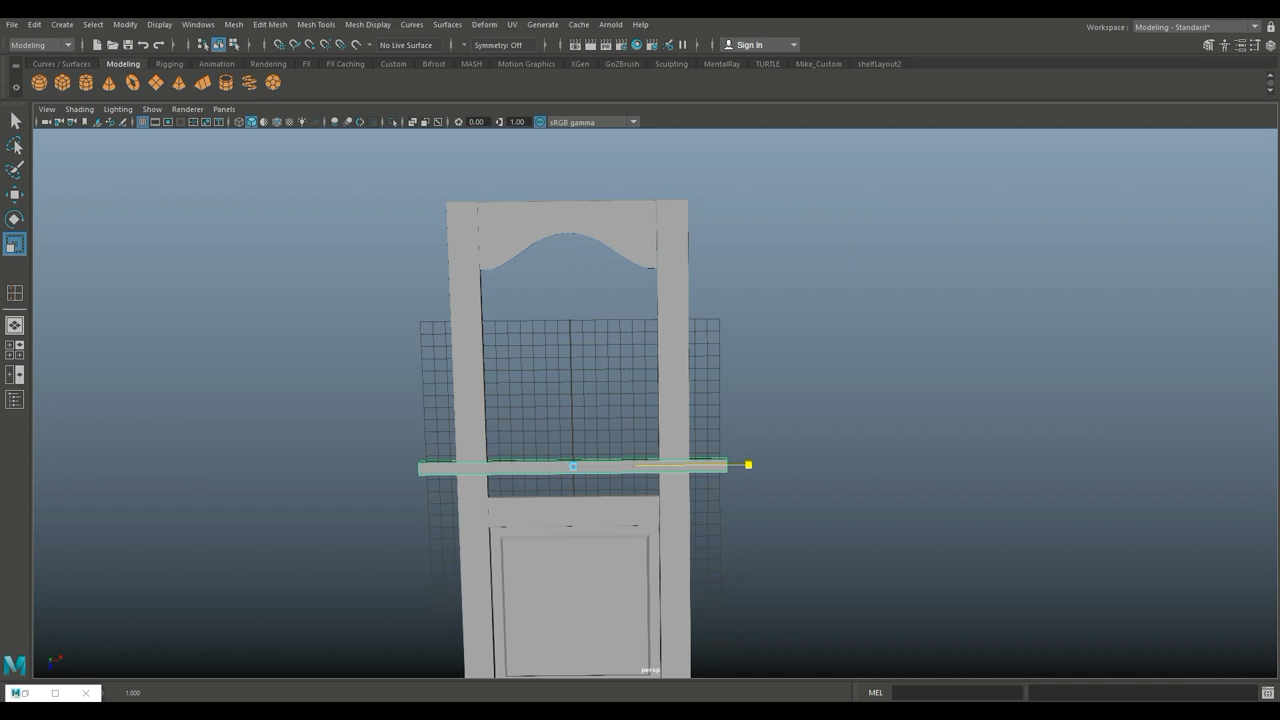 File Edit Create Select Modify Display Windows Mesh Edit Mesh Mesh Tools Mesh Display Curves Surfaces Deform UV Generate Cache Arnold Help
Workspace : Modeling - Standard*
Modeling No Live Surface Symmetry: Off Sign In
Curves / Surfaces Modeling Rigging Animation Rendering FX FX Caching Custom Bifrost MASH Motion Graphics XGen GoZBrush Sculpting MentalRay TURTLE Mike_Custom shelfLayout2
View Shading Lighting Show Renderer Panels
0.00 1.00 sRGB gamma
persp
1.000 MEL